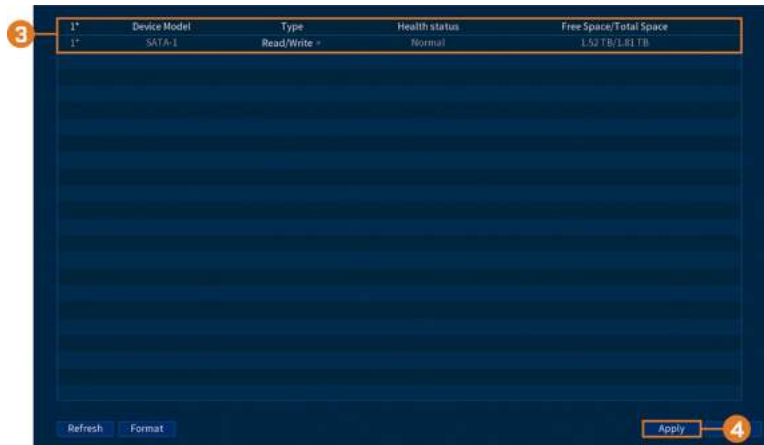 3
1* Device Model Type Health status Free Space/Total Space
1* SATA-1 Read/Write Normal 1.52 TB/1.81 TB
Refresh Format Apply 4